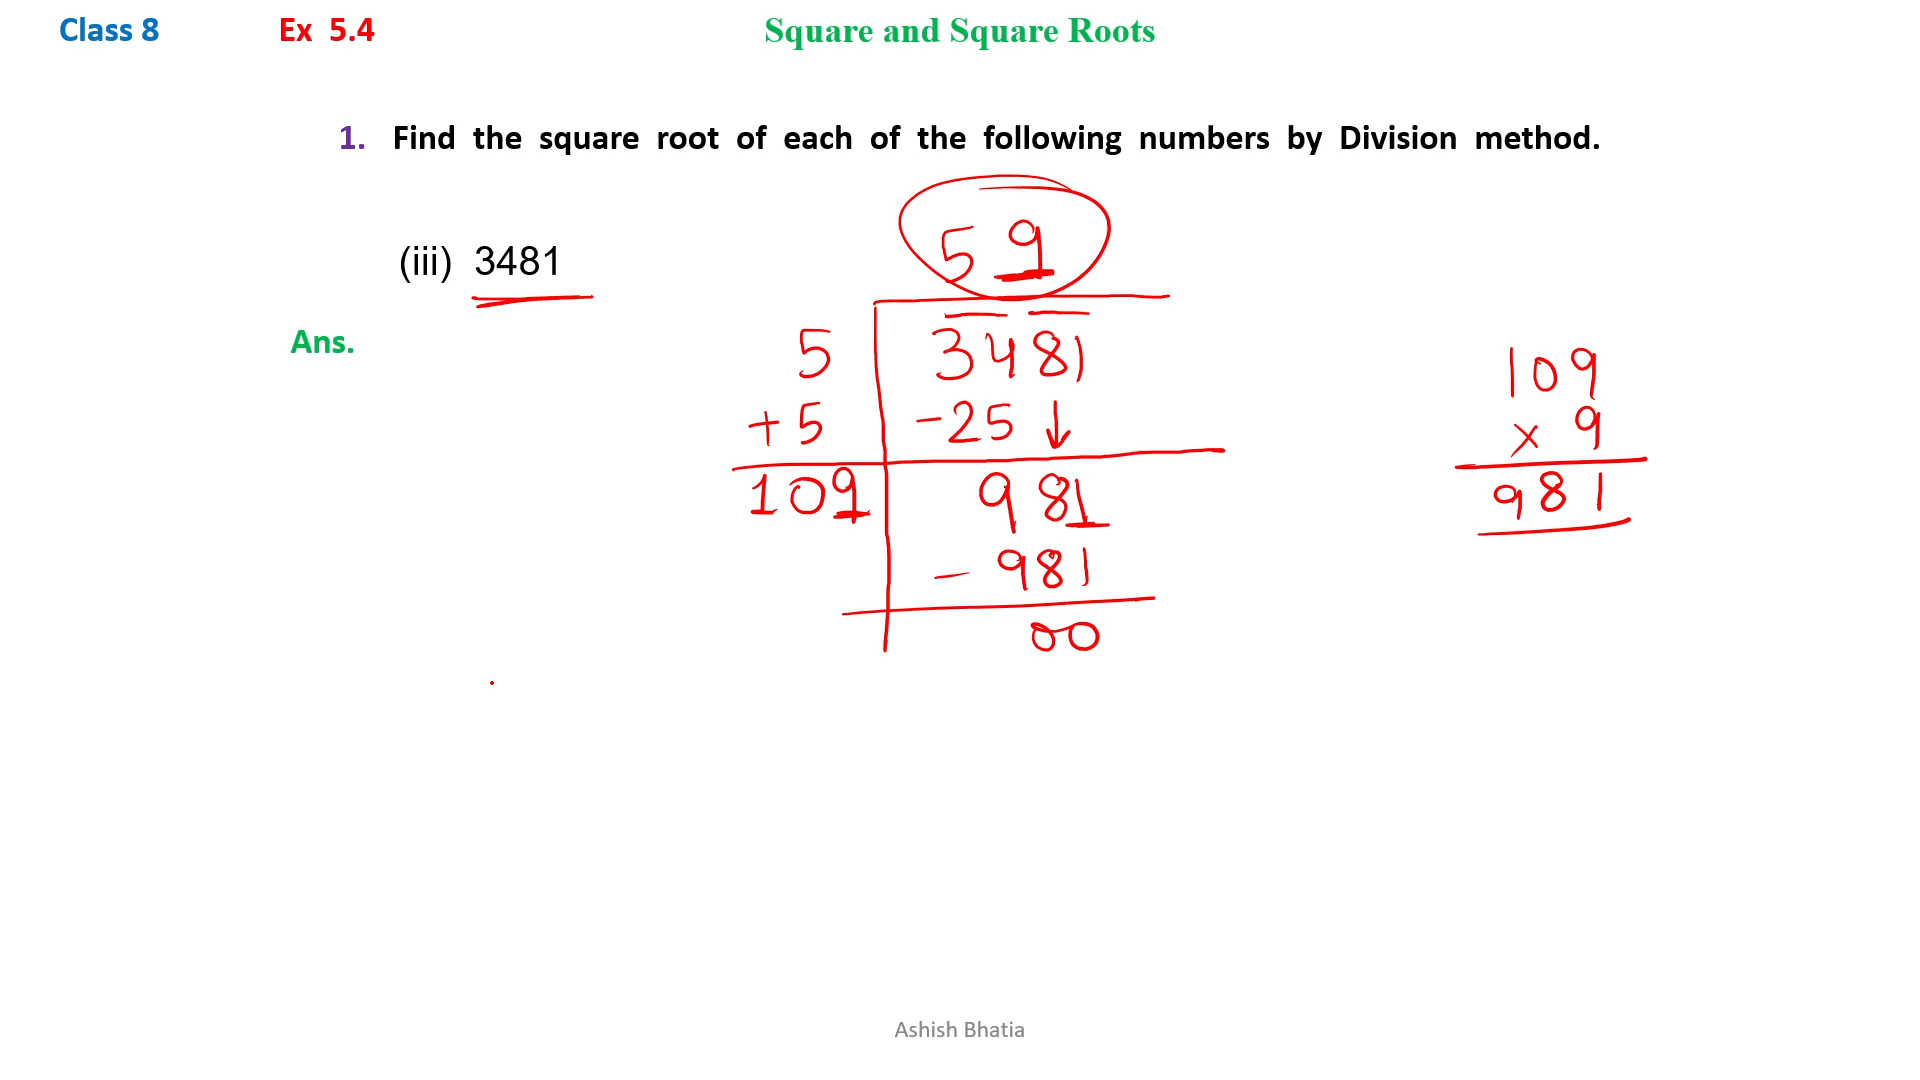 Class 8 Ex 5.4 Square and Square Roots
1. Find the square root of each of the following numbers by Division method.
(iii) 3481
59
Ans.
5 3481
+5 -25 ↓
109 981
-981
00
109
× 9
981
Ashish Bhatia